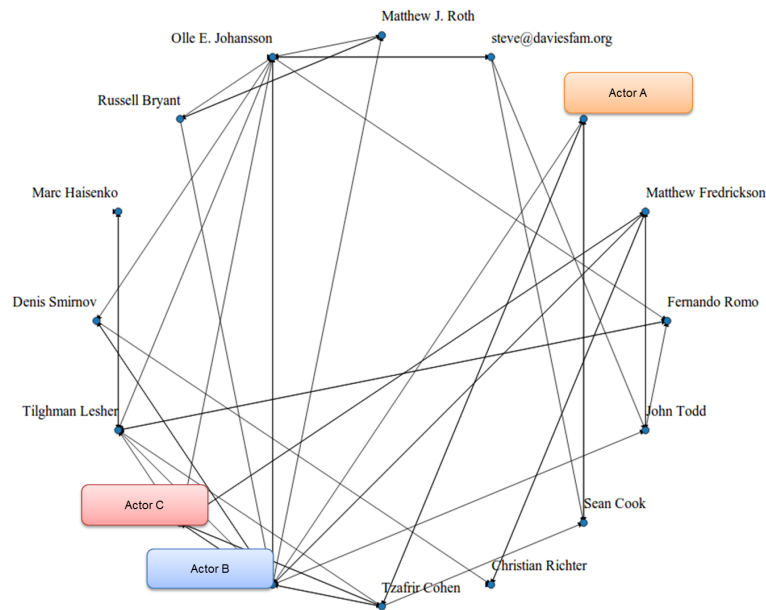 Matthew J. Roth
Olle E. Johansson
steve@daviesfam.org
Actor A
Russell Bryant
Marc Haisenko
Matthew Fredrickson
Denis Smirnov
Fernando Romo
Tilghman Lesher
John Todd
Actor C
Sean Cook
Actor B
Christian Richter
Tzafrir Cohen